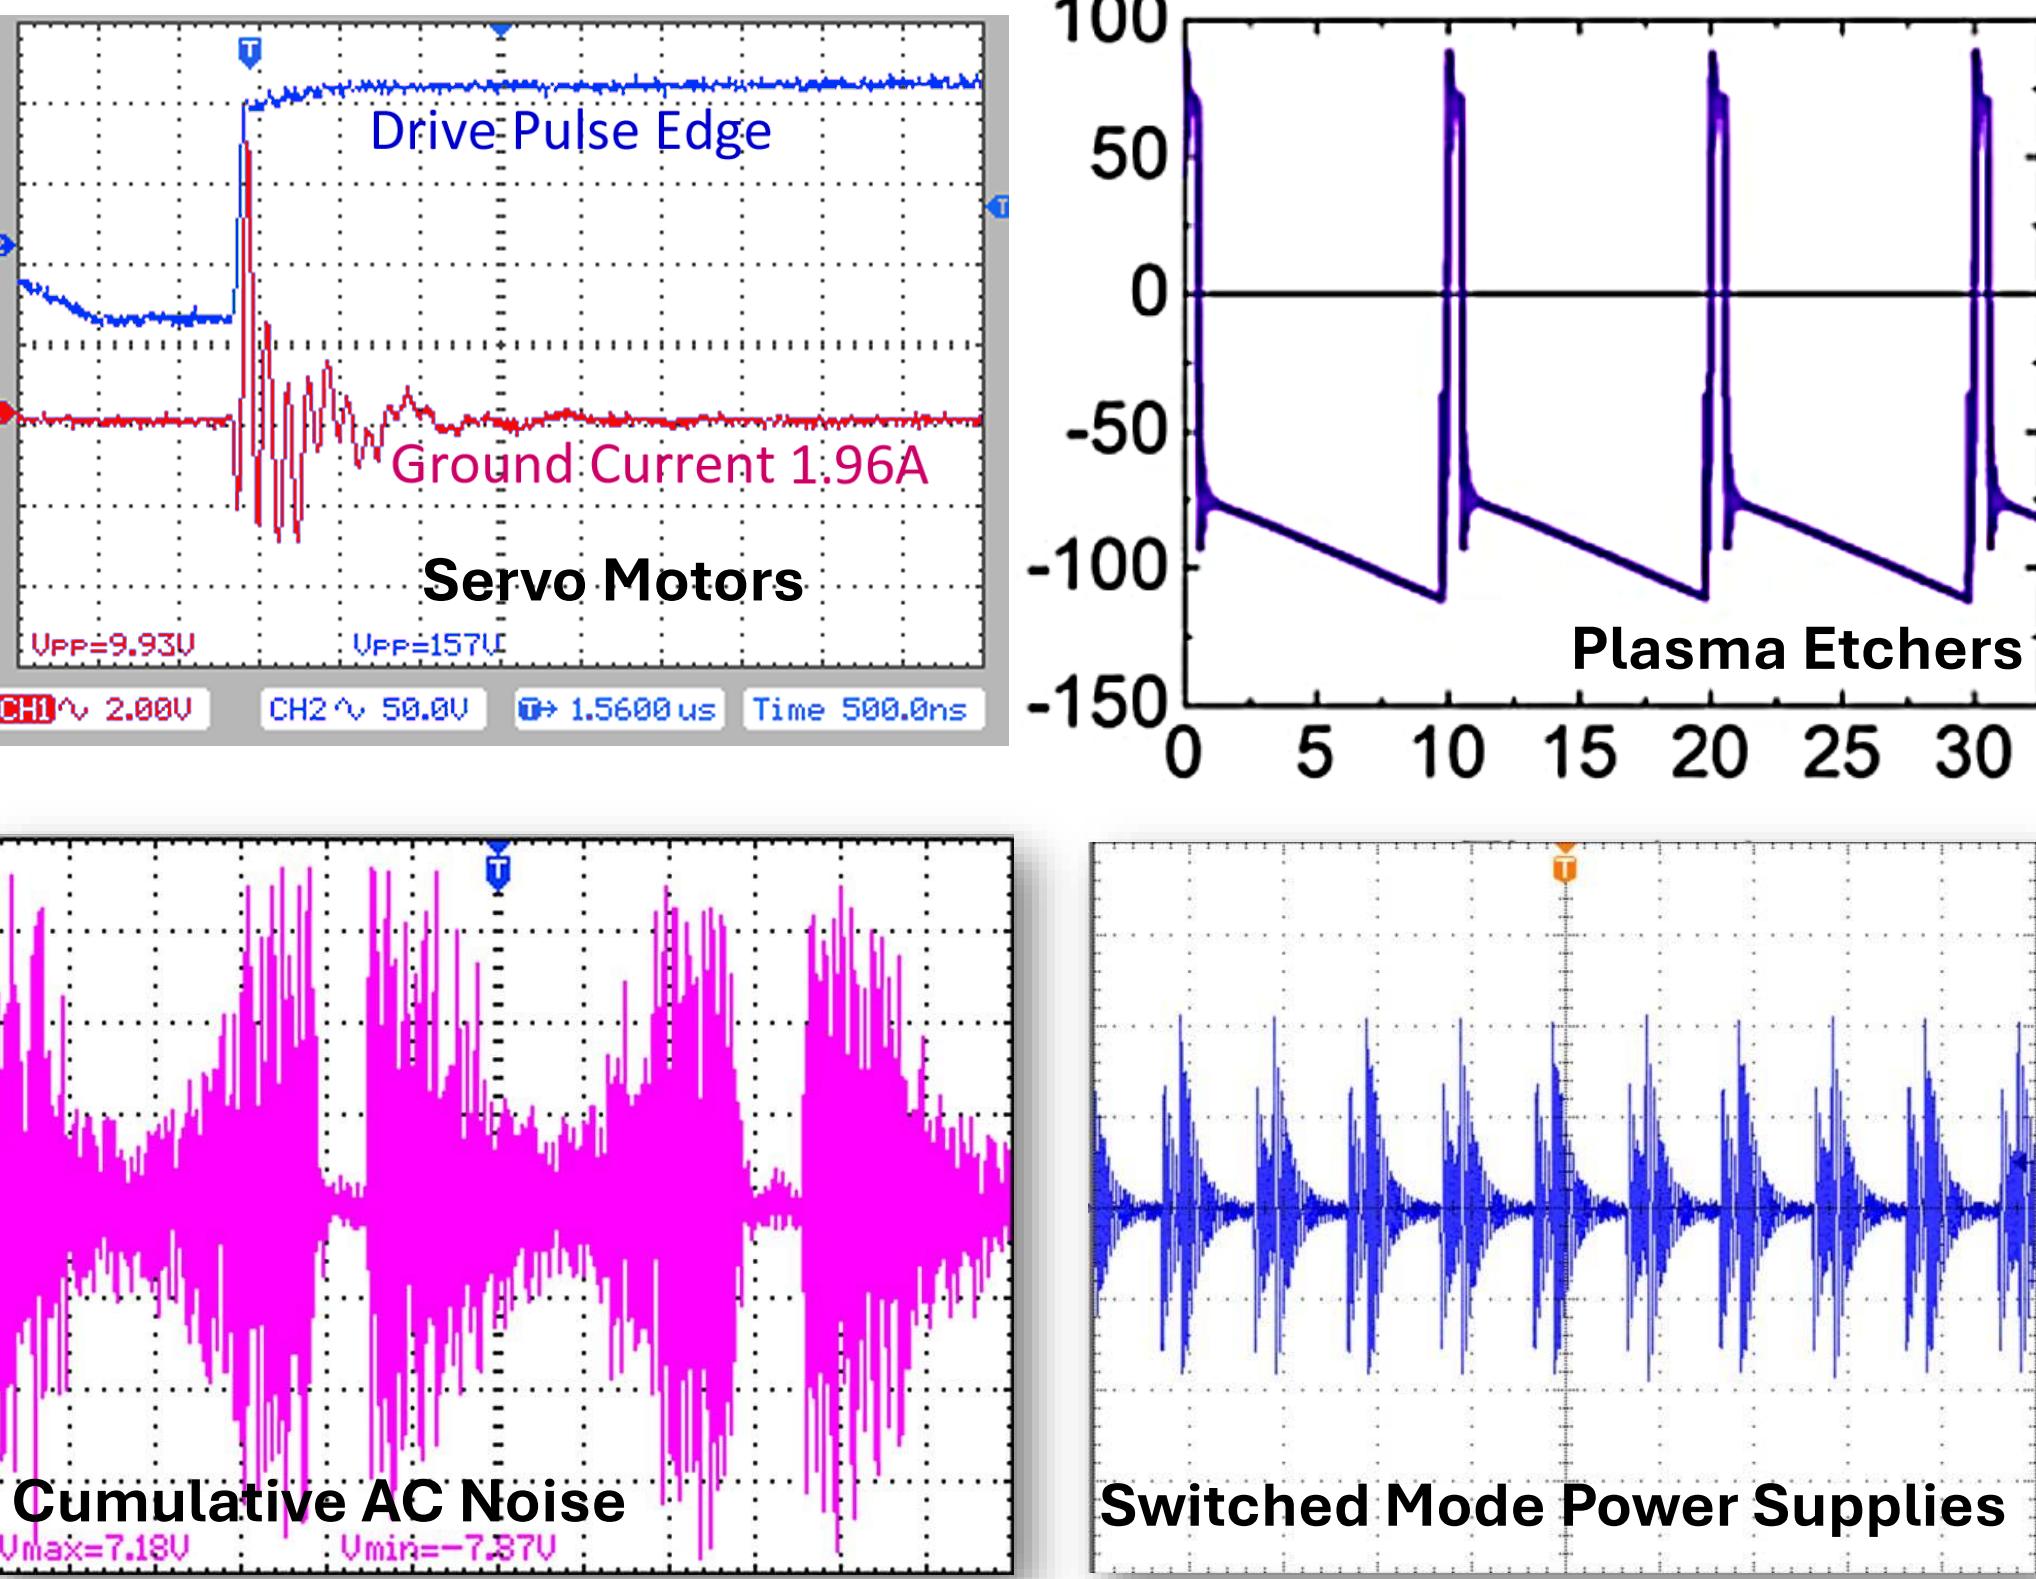 T
Drive Pulse Edge
T
Ground Current 1.96A
Servo Motors
Vpp=9.93V Vpp=157V
CH1 2.00V CH2 50.0V T 1.5600us Time 500.0ns
100
50
0
-50
-100
-150
0 5 10 15 20 25 30
Plasma Etchers
T
Cumulative AC Noise
Vmax=7.18V Vmin=-7.87V
T
Switched Mode Power Supplies